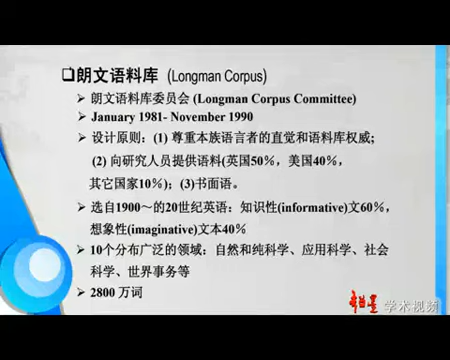 ❑朗文语料库 (Longman Corpus)
➢ 朗文语料库委员会 (Longman Corpus Committee)
➢ January 1981- November 1990
➢ 设计原则：(1) 尊重本族语言者的直觉和语料库权威；
(2) 向研究人员提供语料(英国50%，美国40%，
其它国家10%)；(3)书面语。
➢ 选自1900～的20世纪英语：知识性(informative)文60%，
想象性(imaginative)文本40%
➢ 10个分布广泛的领域：自然和纯科学、应用科学、社会
科学、世界事务等
➢ 2800 万词
超星 学术视频